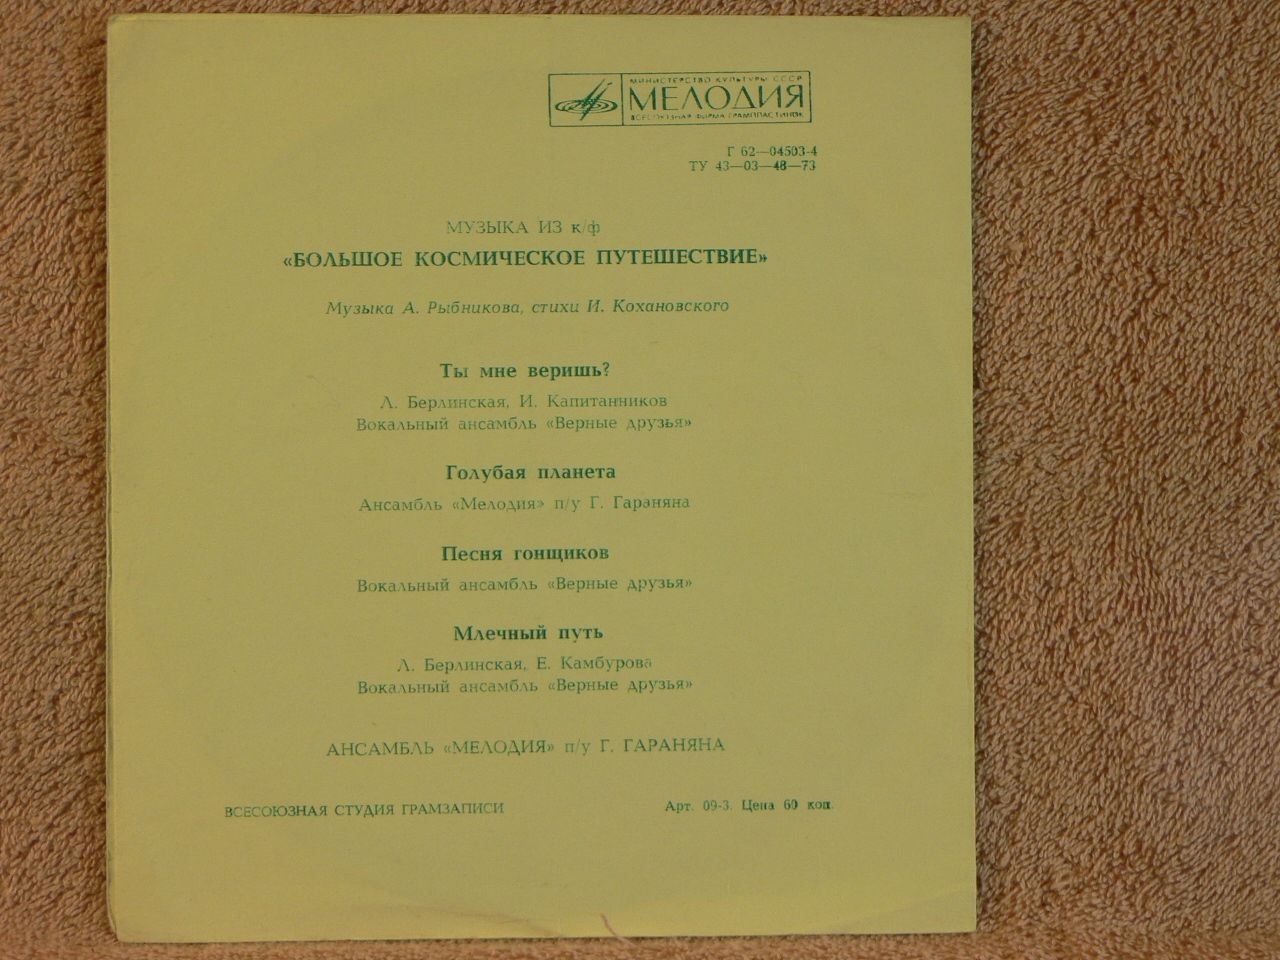 МИНИСТЕРСТВО КУЛЬТУРЫ СССР
МЕЛОДИЯ
ВСЕСОЮЗНАЯ ФИРМА ГРАМПЛАСТИНОК
Г 62—04503-4
ТУ 43—03—48—73
МУЗЫКА ИЗ к/ф
«БОЛЬШОЕ КОСМИЧЕСКОЕ ПУТЕШЕСТВИЕ»
Музыка А. Рыбникова, стихи И. Кохановского
Ты мне веришь?
Л. Берлинская, И. Капитанников
Вокальный ансамбль «Верные друзья»
Голубая планета
Ансамбль «Мелодия» п/у Г. Гараняна
Песня гонщиков
Вокальный ансамбль «Верные друзья»
Млечный путь
Л. Берлинская, Е. Камбурова
Вокальный ансамбль «Верные друзья»
АНСАМБЛЬ «МЕЛОДИЯ» п/у Г. ГАРАНЯНА
ВСЕСОЮЗНАЯ СТУДИЯ ГРАМЗАПИСИ
Арт. 09-3. Цена 60 коп.